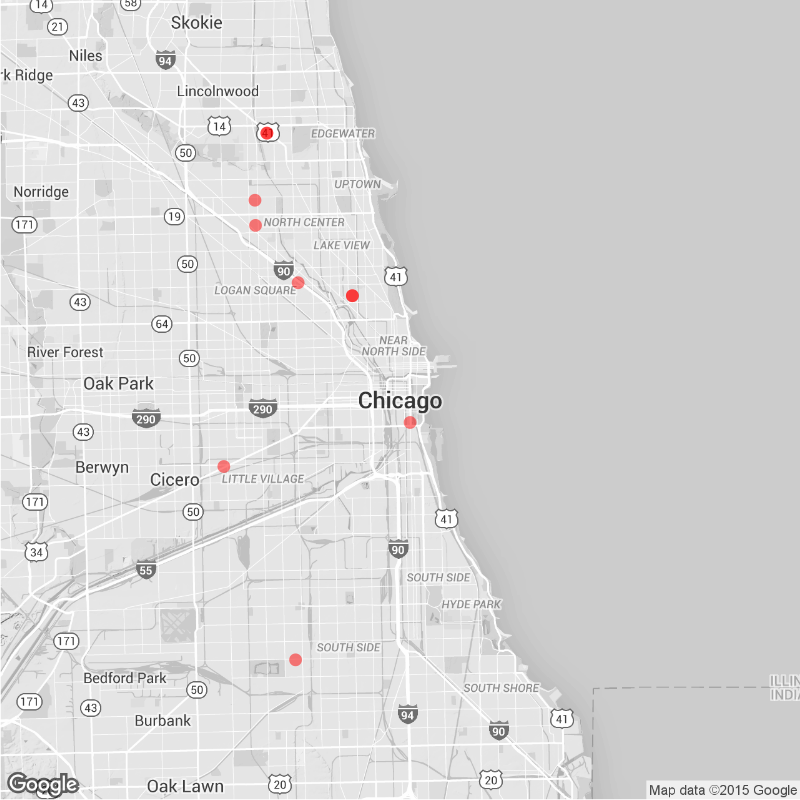 14
58
Skokie
21
Niles
94
rk Ridge
Lincolnwood
43
14
41
EDGEWATER
50
UPTOWN
Norridge
171
19
NORTH CENTER
LAKE VIEW
50
90
41
LOGAN SQUARE
43
64
NEAR
NORTH SIDE
River Forest
50
Oak Park
Chicago
290
290
43
Berwyn
Cicero
LITTLE VILLAGE
171
50
41
34
90
55
SOUTH SIDE
HYDE PARK
171
SOUTH SIDE
Bedford Park
ILLIN
INDIA
50
SOUTH SHORE
171
43
Burbank
94
41
90
Oak Lawn
20
20
Google
Map data ©2015 Google